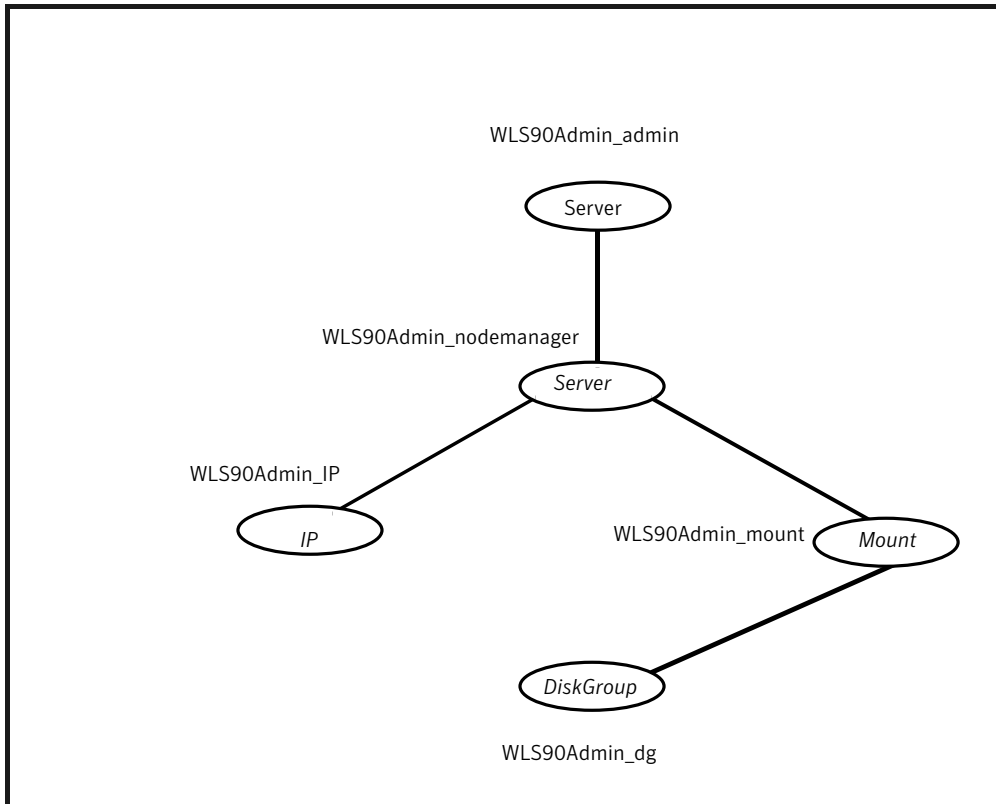 WLS90Admin_admin
Server
WLS90Admin_nodemanager
Server
WLS90Admin_IP
IP
WLS90Admin_mount
Mount
DiskGroup
WLS90Admin_dg